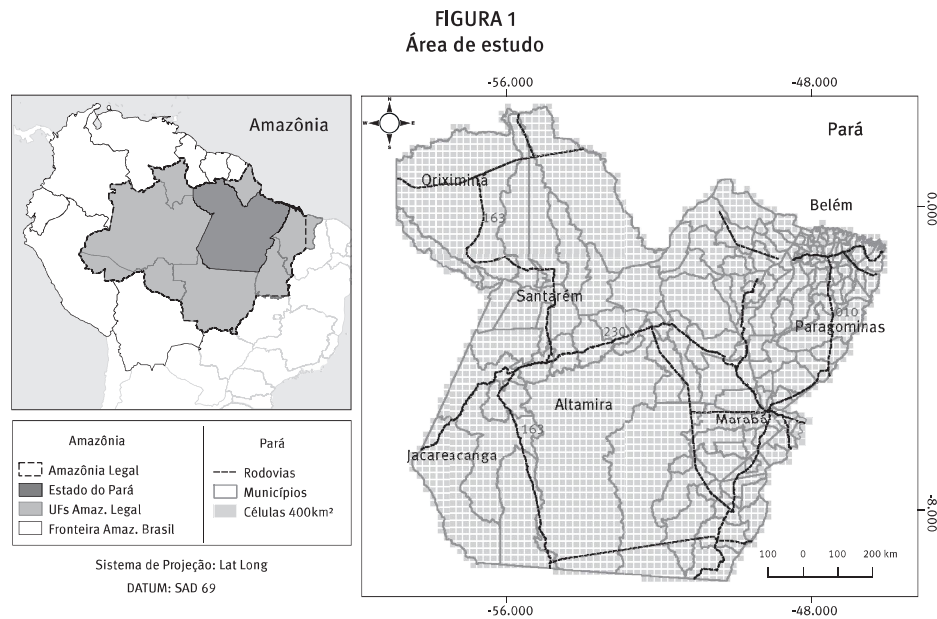 FIGURA 1
Área de estudo
-56.000
-48.000
Amazônia
Pará
W
E
S
Oriximiná
163
Belém
0.000
Santarém
010
Paragominas
230
Altamira
Marabá
163
Jacareacanga
-8.000
100 0 100 200 km
-56.000
-48.000
Amazônia
Amazônia Legal
Estado do Pará
UFs Amaz. Legal
Fronteira Amaz. Brasil
Pará
Rodovias
Municípios
Células 400km²
Sistema de Projeção: Lat Long
DATUM: SAD 69